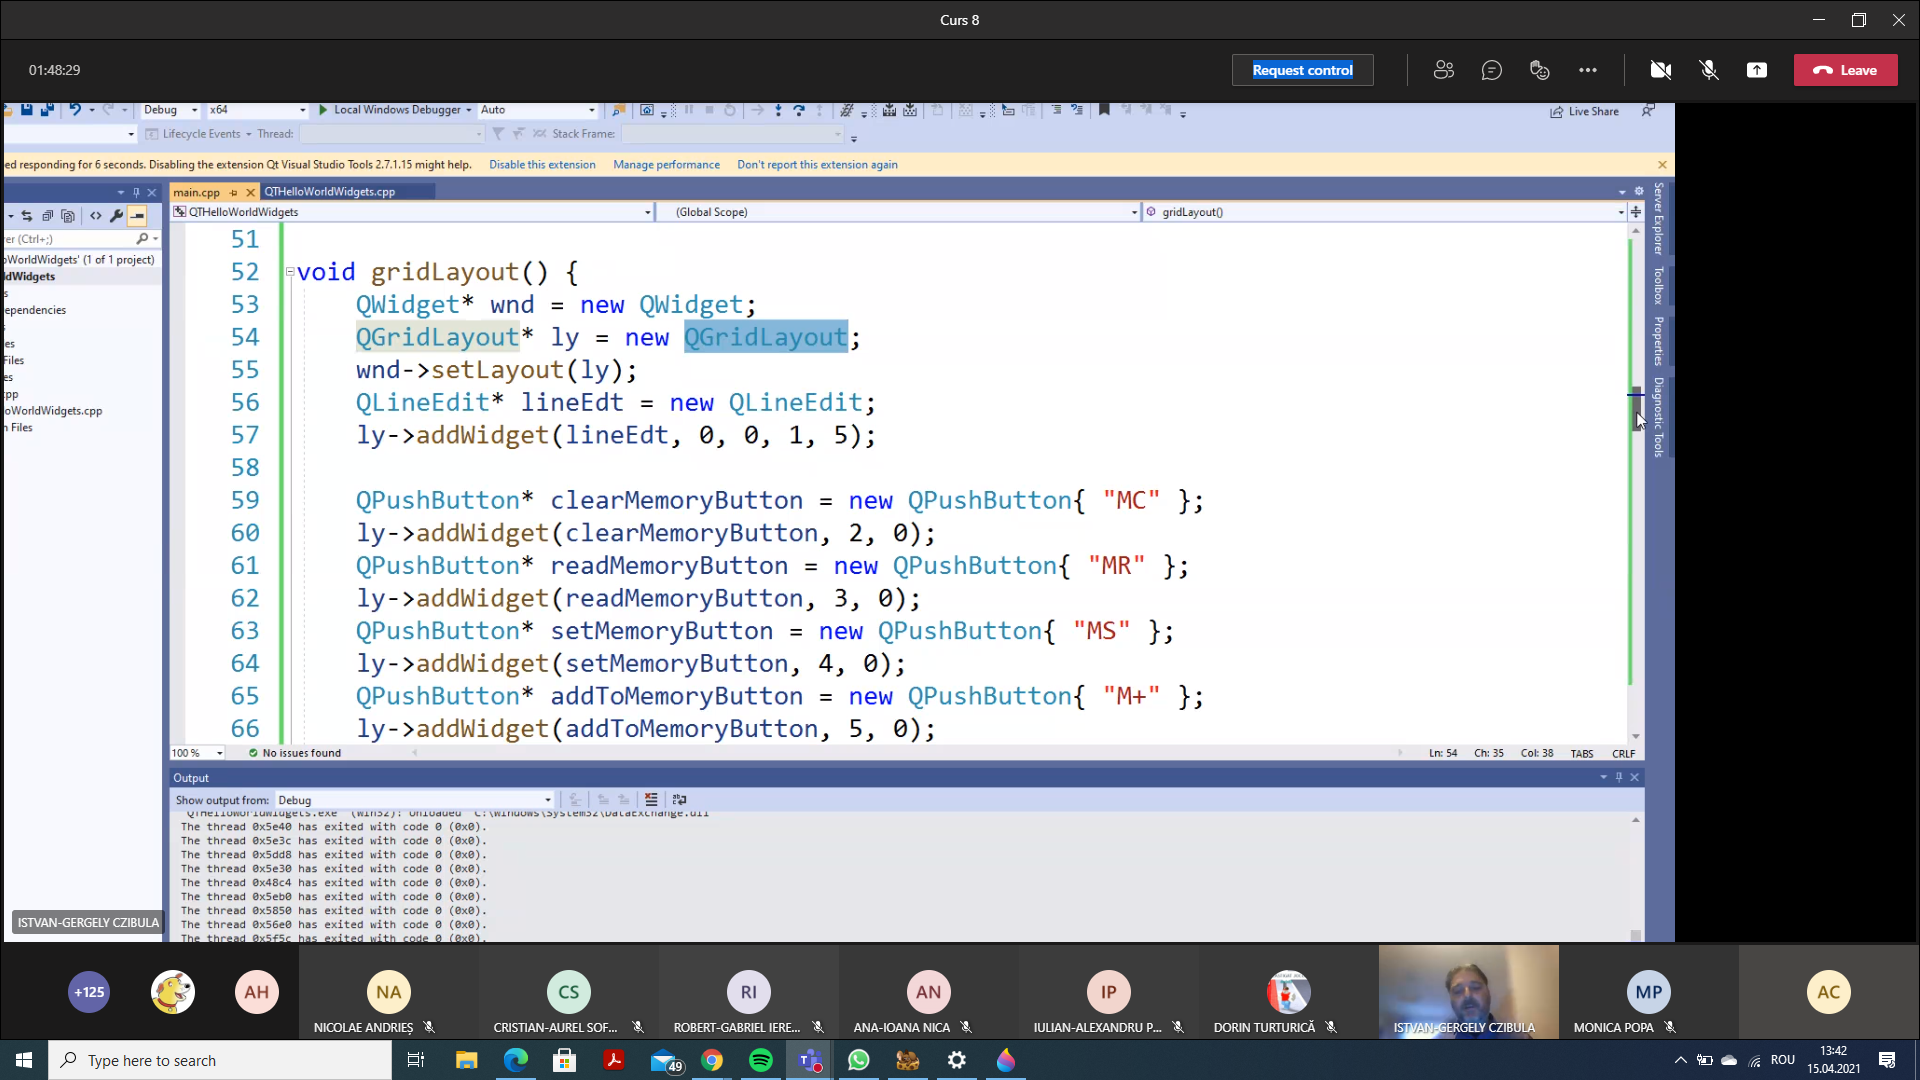 Curs 8
01:48:29
Request control
Leave
Debug
x64
Local Windows Debugger
Auto
Live Share
Lifecycle Events
Thread:
Stack Frame:
ed responding for 6 seconds. Disabling the extension Qt Visual Studio Tools 2.7.1.15 might help.
Disable this extension
Manage performance
Don't report this extension again
main.cpp
QTHelloWorldWidgets.cpp
QTHelloWorldWidgets
(Global Scope)
gridLayout()
rer (Ctrl+;)
oWorldWidgets' (1 of 1 project)
ldWidgets
s
ependencies
es
Files
es
cpp
oWorldWidgets.cpp
n Files
51
52 void gridLayout() {
53 QWidget* wnd = new QWidget;
54 QGridLayout* ly = new QGridLayout;
55 wnd->setLayout(ly);
56 QLineEdit* lineEdt = new QLineEdit;
57 ly->addWidget(lineEdt, 0, 0, 1, 5);
58
59 QPushButton* clearMemoryButton = new QPushButton{ "MC" };
60 ly->addWidget(clearMemoryButton, 2, 0);
61 QPushButton* readMemoryButton = new QPushButton{ "MR" };
62 ly->addWidget(readMemoryButton, 3, 0);
63 QPushButton* setMemoryButton = new QPushButton{ "MS" };
64 ly->addWidget(setMemoryButton, 4, 0);
65 QPushButton* addToMemoryButton = new QPushButton{ "M+" };
66 ly->addWidget(addToMemoryButton, 5, 0);
Server Explorer
Toolbox
Properties
Diagnostic Tools
100 %
No issues found
Ln: 54
Ch: 35
Col: 38
TABS
CRLF
Output
Show output from:
Debug
'QTHelloWorldWidgets.exe' (Win32): Unloaded 'C:\Windows\System32\DataExchange.dll'
The thread 0x5e40 has exited with code 0 (0x0).
The thread 0x5e3c has exited with code 0 (0x0).
The thread 0x5dd8 has exited with code 0 (0x0).
The thread 0x5e30 has exited with code 0 (0x0).
The thread 0x48c4 has exited with code 0 (0x0).
The thread 0x5eb0 has exited with code 0 (0x0).
The thread 0x5850 has exited with code 0 (0x0).
The thread 0x56e0 has exited with code 0 (0x0).
The thread 0x5f5c has exited with code 0 (0x0).
ISTVAN-GERGELY CZIBULA
+125
AH
NA
NICOLAE ANDRIEȘ
CS
CRISTIAN-AUREL SOF...
RI
ROBERT-GABRIEL IERE...
AN
ANA-IOANA NICA
IP
IULIAN-ALEXANDRU P...
DORIN TURTURICĂ
ISTVAN-GERGELY CZIBULA
MP
MONICA POPA
AC
Type here to search
49
ROU
13:42
15.04.2021